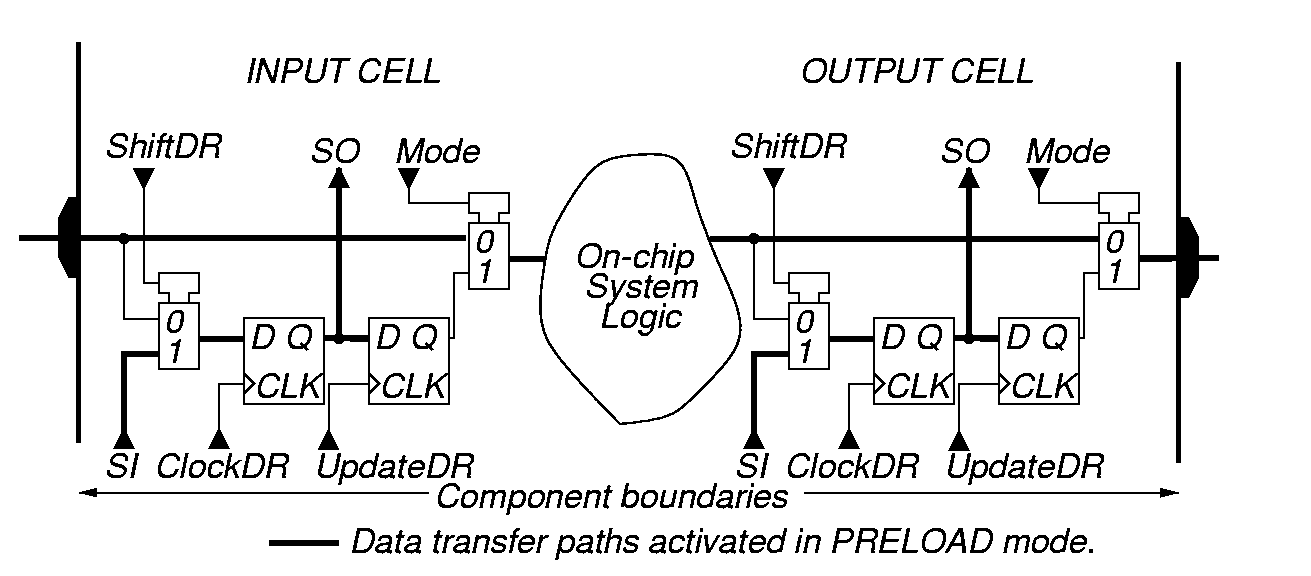 INPUT CELL
OUTPUT CELL
ShiftDR
SO
Mode
ShiftDR
SO
Mode
0
1
On-chip
System
Logic
0
1
0
1
D Q
CLK
D Q
CLK
0
1
D Q
CLK
D Q
CLK
SI
ClockDR
UpdateDR
SI
ClockDR
UpdateDR
Component boundaries
Data transfer paths activated in PRELOAD mode.